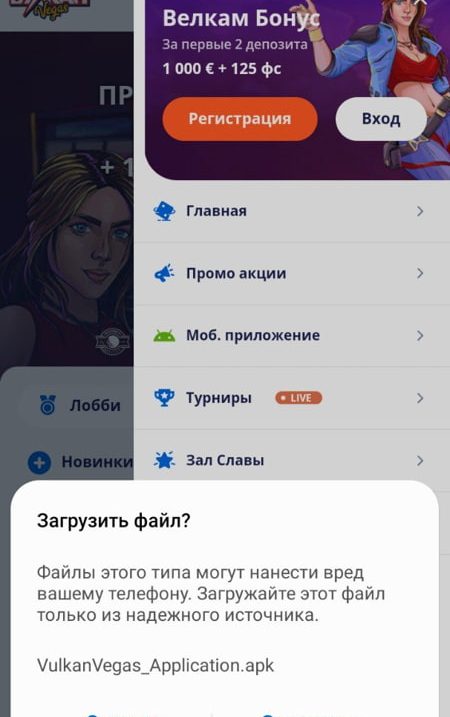 Vegas
Велкам Бонус
За первые 2 депозита
1 000 € + 125 фс
Регистрация
Вход
ПР
+ 1
Главная
Промо акции
Моб. приложение
Турниры
LIVE
Лобби
Новинки
Зал Славы
Загрузить файл?
Файлы этого типа могут нанести вред
вашему телефону. Загружайте этот файл
только из надежного источника.
VulkanVegas_Application.apk